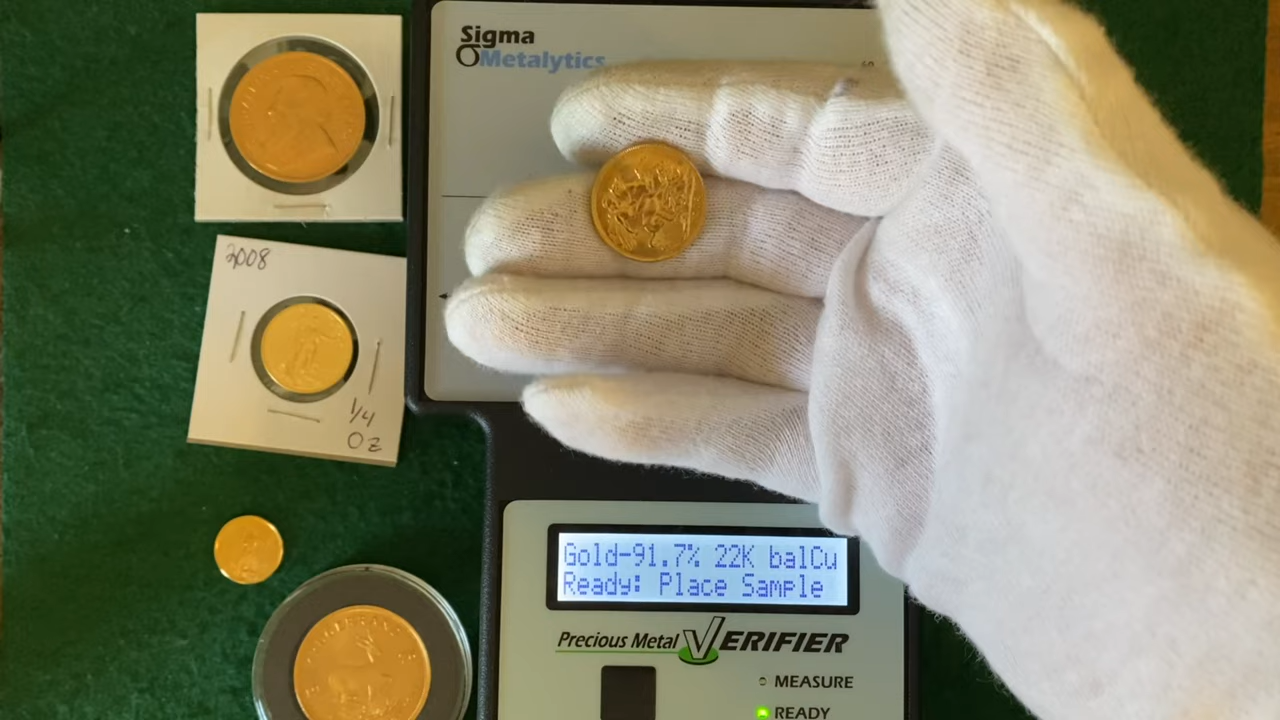 Sigma
Metalytics
2008
1/4
OZ
Gold-91.7% 22K balCu
Ready: Place Sample
Precious Metal VERIFIER
MEASURE
READY